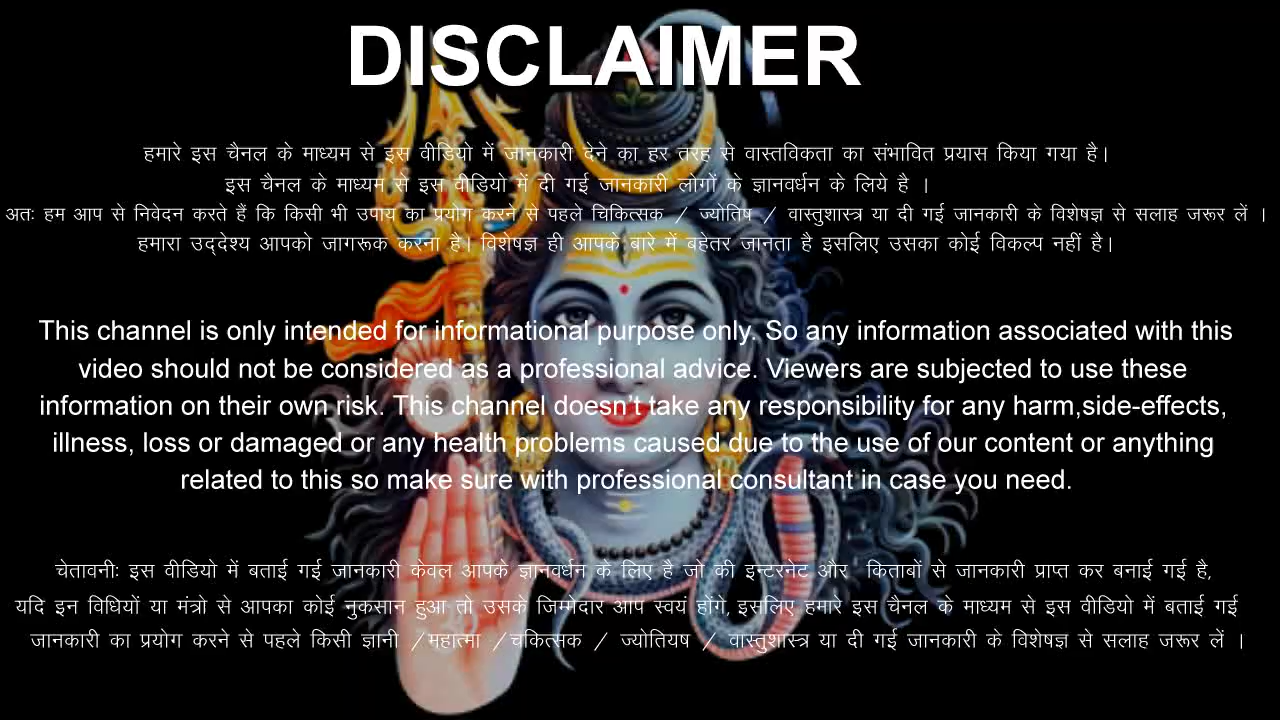 DISCLAIMER
हमारे इस चैनल के माध्यम से इस वीडियो में जानकारी देने का हर तरह से वास्तविकता का संभावित प्रयास किया गया है।
इस चैनल के माध्यम से इस वीडियो में दी गई जानकारी लोगों के ज्ञानवर्धन के लिये है ।
अतः हम आप से निवेदन करते हैं कि किसी भी उपाय का प्रयोग करने से पहले चिकित्सक / ज्योतिष / वास्तुशास्त्र या दी गई जानकारी के विशेषज्ञ से सलाह जरूर लें ।
हमारा उद्देश्य आपको जागरूक करना है। विशेषज्ञ ही आपके बारे में बहेतर जानता है इसलिए उसका कोई विकल्प नहीं है।
This channel is only intended for informational purpose only. So any information associated with this
video should not be considered as a professional advice. Viewers are subjected to use these
information on their own risk. This channel doesn't take any responsibility for any harm,side-effects,
illness, loss or damaged or any health problems caused due to the use of our content or anything
related to this so make sure with professional consultant in case you need.
चेतावनीः इस वीडियो में बताई गई जानकारी केवल आपके ज्ञानवर्धन के लिए है जो की इन्टरनेट और किताबों से जानकारी प्राप्त कर बनाई गई है,
यदि इन विधियों या मंत्रो से आपका कोई नुकसान हुआ तो उसके जिम्मेदार आप स्वयं होंगे, इसलिए हमारे इस चैनल के माध्यम से इस वीडियो में बताई गई
जानकारी का प्रयोग करने से पहले किसी ज्ञानी /महात्मा /चंकित्सक / ज्योतियष / वास्तुशास्त्र या दी गई जानकारी के विशेषज्ञ से सलाह जरूर लें ।